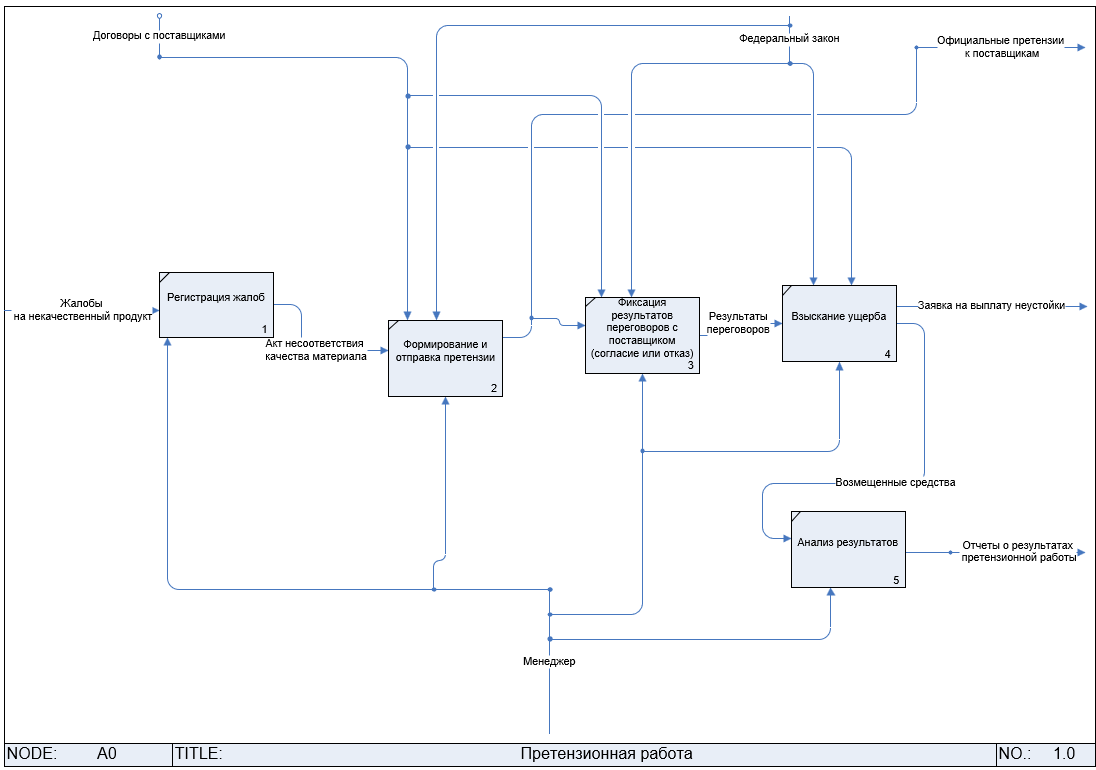 Договоры с поставщиками
Федеральный закон
Официальные претензии
к поставщикам
Жалобы
на некачественный продукт
Регистрация жалоб
1
Акт несоответствия
качества материала
Формирование и
отправка претензии
2
Фиксация
результатов
переговоров с
поставщиком
(согласие или отказ)
3
Результаты
переговоров
Взыскание ущерба
4
Заявка на выплату неустойки
Возмещенные средства
Анализ результатов
5
Отчеты о результатах
претензионной работы
Менеджер
NODE: A0 TITLE: Претензионная работа NO.: 1.0